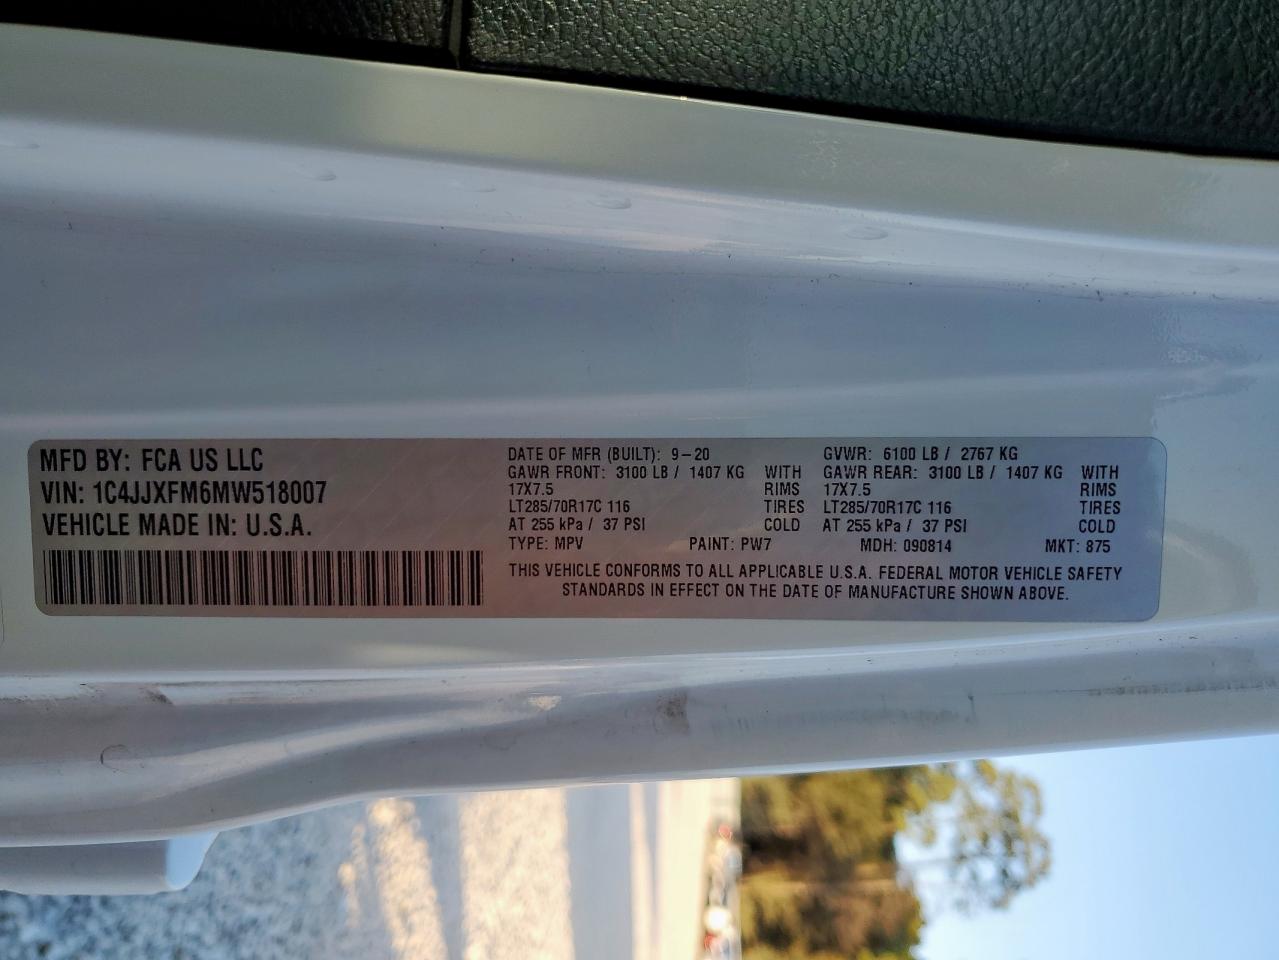 MFD BY: FCA US LLC
VIN: 1C4JJXFM6MW518007
VEHICLE MADE IN: U.S.A.
DATE OF MFR (BUILT): 9-20
GAWR FRONT: 3100 LB / 1407 KG WITH
17X7.5 RIMS
LT285/70R17C 116 TIRES
AT 255 kPa / 37 PSI COLD
GVWR: 6100 LB / 2767 KG
GAWR REAR: 3100 LB / 1407 KG WITH
17X7.5 RIMS
LT285/70R17C 116 TIRES
AT 255 kPa / 37 PSI COLD
TYPE: MPV PAINT: PW7 MDH: 090814 MKT: 875
THIS VEHICLE CONFORMS TO ALL APPLICABLE U.S.A. FEDERAL MOTOR VEHICLE SAFETY
STANDARDS IN EFFECT ON THE DATE OF MANUFACTURE SHOWN ABOVE.